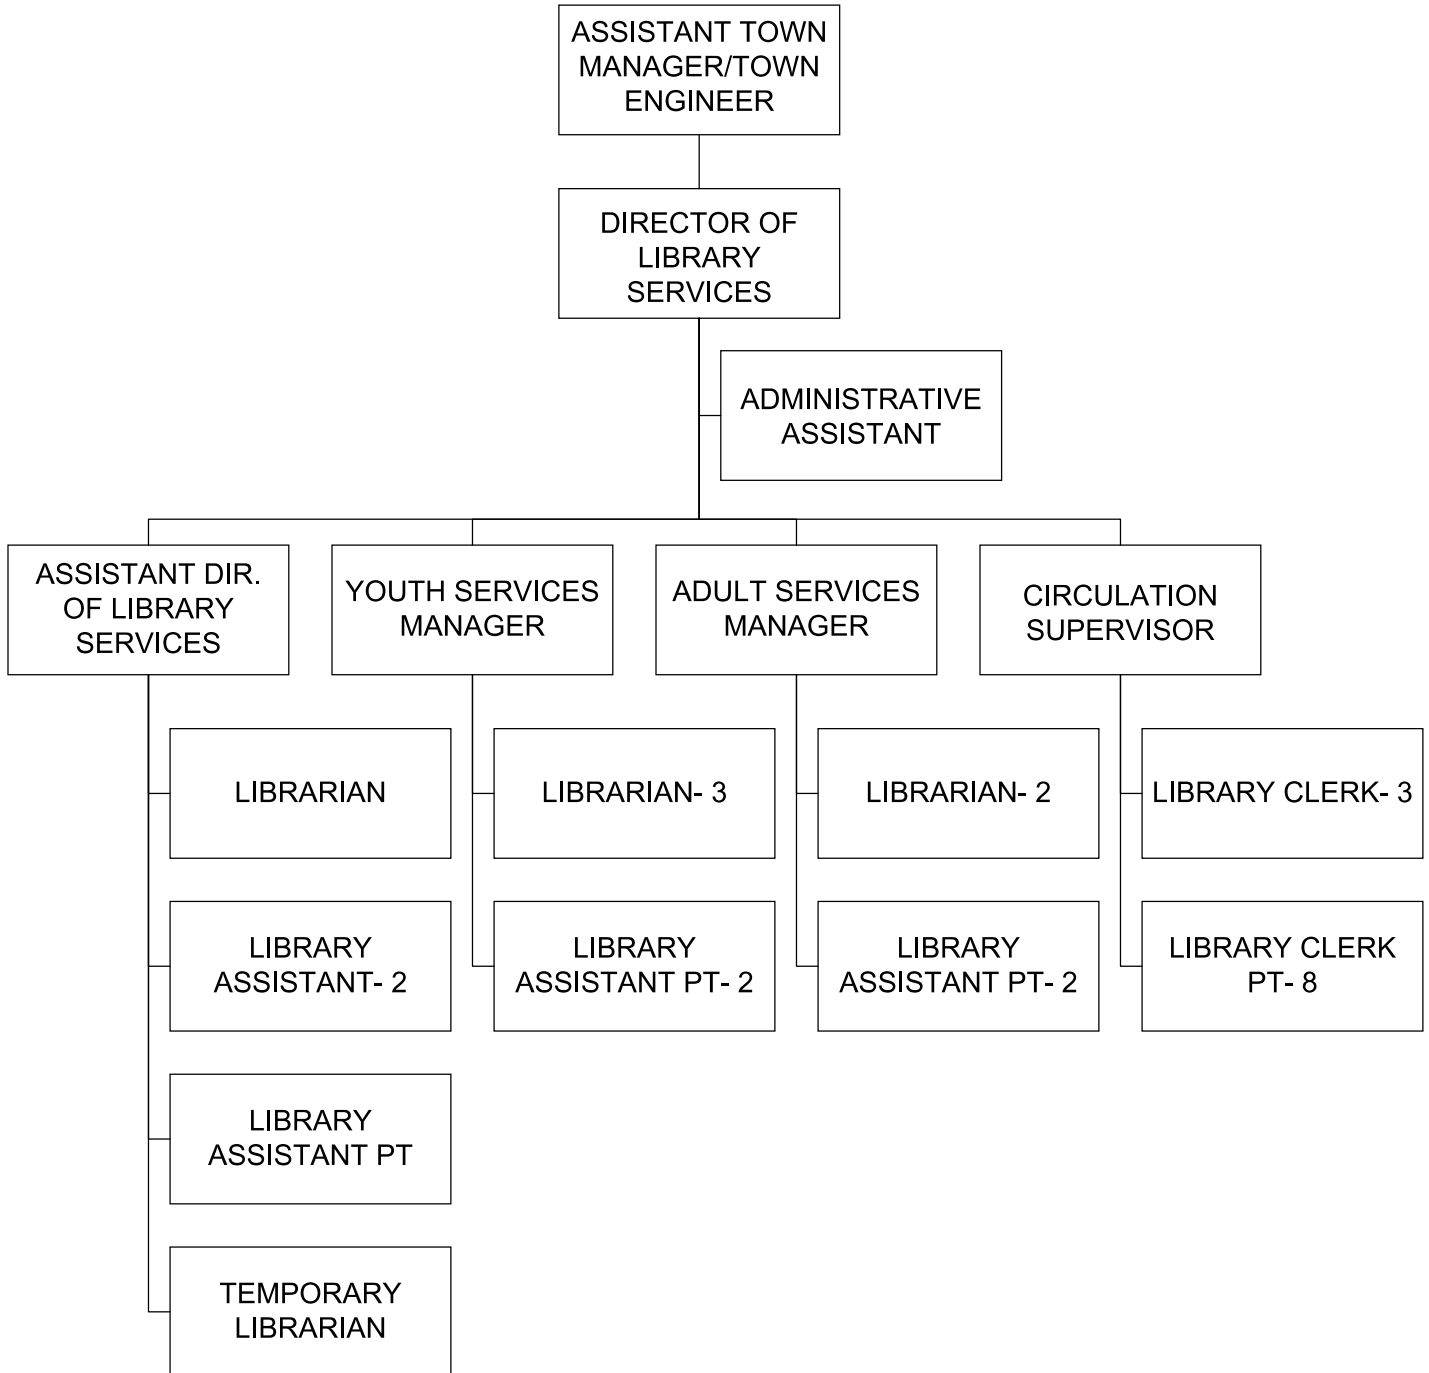 ASSISTANT TOWN
MANAGER/TOWN
ENGINEER
DIRECTOR OF
LIBRARY
SERVICES
ADMINISTRATIVE
ASSISTANT
ASSISTANT DIR.
OF LIBRARY
SERVICES
YOUTH SERVICES
MANAGER
ADULT SERVICES
MANAGER
CIRCULATION
SUPERVISOR
LIBRARIAN
LIBRARIAN- 3
LIBRARIAN- 2
LIBRARY CLERK- 3
LIBRARY
ASSISTANT- 2
LIBRARY
ASSISTANT PT- 2
LIBRARY
ASSISTANT PT- 2
LIBRARY CLERK
PT- 8
LIBRARY
ASSISTANT PT
TEMPORARY
LIBRARIAN